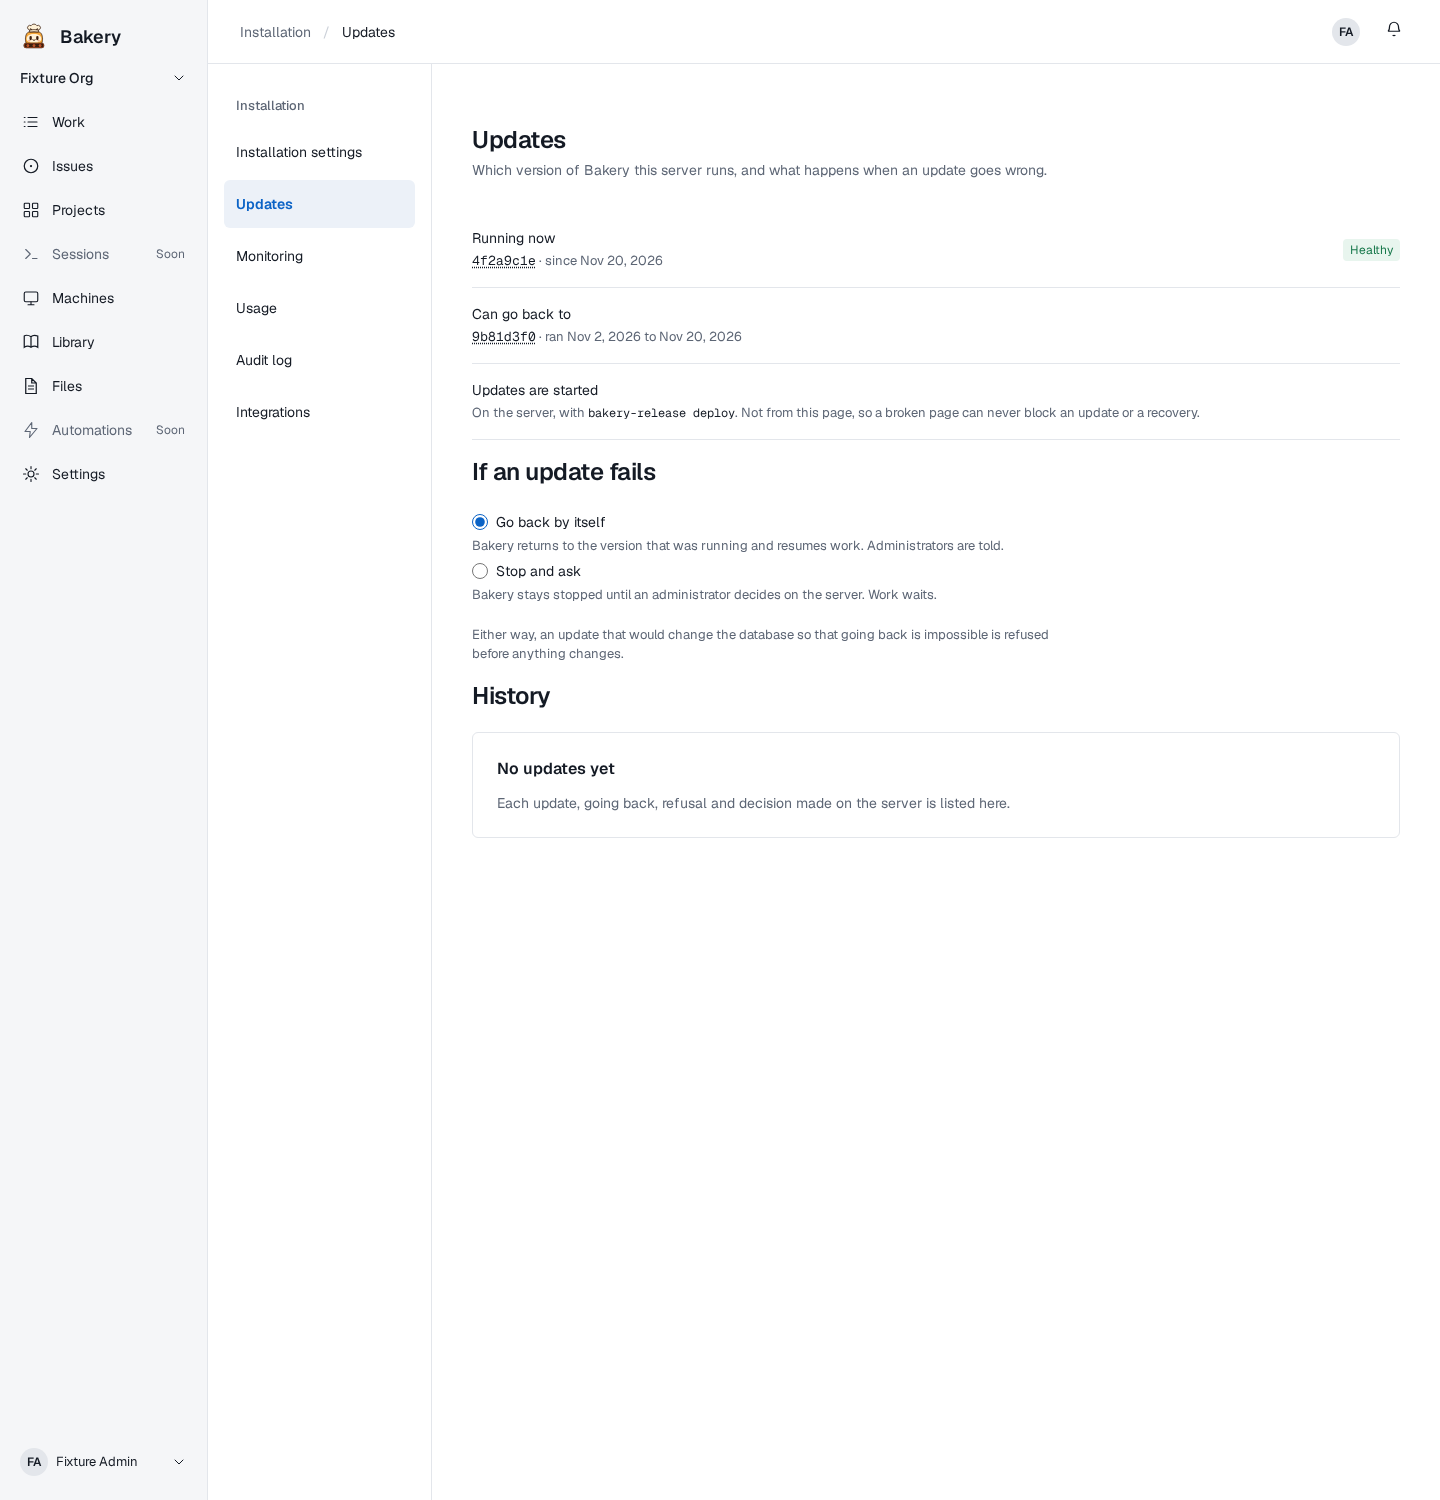 Bakery
Fixture Org
Work
Issues
Projects
Sessions Soon
Machines
Library
Files
Automations Soon
Settings
FA Fixture Admin
Installation / Updates
FA
Installation
Installation settings
Updates
Monitoring
Usage
Audit log
Integrations
Updates
Which version of Bakery this server runs, and what happens when an update goes wrong.
Running now
4f2a9c1e · since Nov 20, 2026
Healthy
Can go back to
9b81d3f0 · ran Nov 2, 2026 to Nov 20, 2026
Updates are started
On the server, with bakery-release deploy. Not from this page, so a broken page can never block an update or a recovery.
If an update fails
Go back by itself
Bakery returns to the version that was running and resumes work. Administrators are told.
Stop and ask
Bakery stays stopped until an administrator decides on the server. Work waits.
Either way, an update that would change the database so that going back is impossible is refused
before anything changes.
History
No updates yet
Each update, going back, refusal and decision made on the server is listed here.